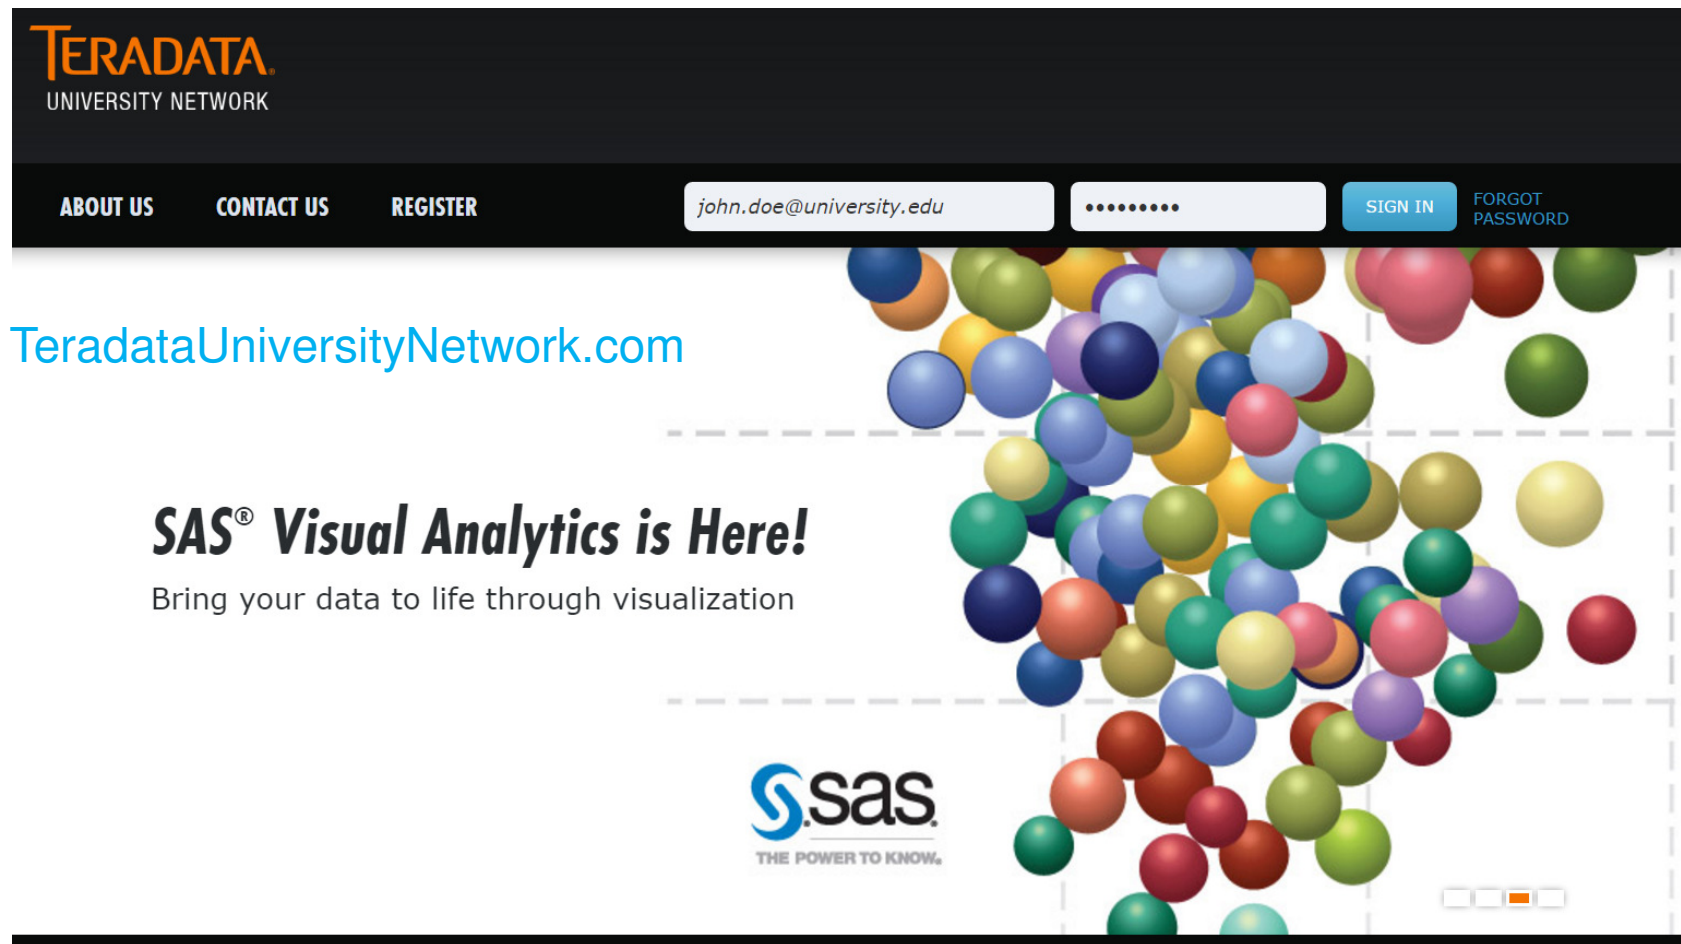 TERADATA®
UNIVERSITY NETWORK
ABOUT US CONTACT US REGISTER john.doe@university.edu ••••••••• SIGN IN FORGOT PASSWORD
TeradataUniversityNetwork.com
SAS® Visual Analytics is Here!
Bring your data to life through visualization
sas®
THE POWER TO KNOW®